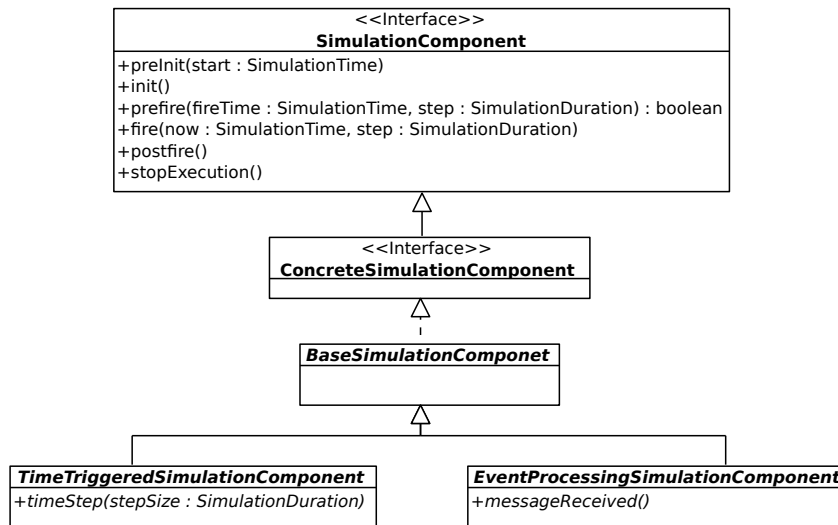 <<Interface>>
SimulationComponent
+preInit(start : SimulationTime)
+init()
+prefire(fireTime : SimulationTime, step : SimulationDuration) : boolean
+fire(now : SimulationTime, step : SimulationDuration)
+postfire()
+stopExecution()
<<Interface>>
ConcreteSimulationComponent
BaseSimulationComponet
TimeTriggeredSimulationComponent
+timeStep(stepSize : SimulationDuration)
EventProcessingSimulationComponent
+messageReceived()